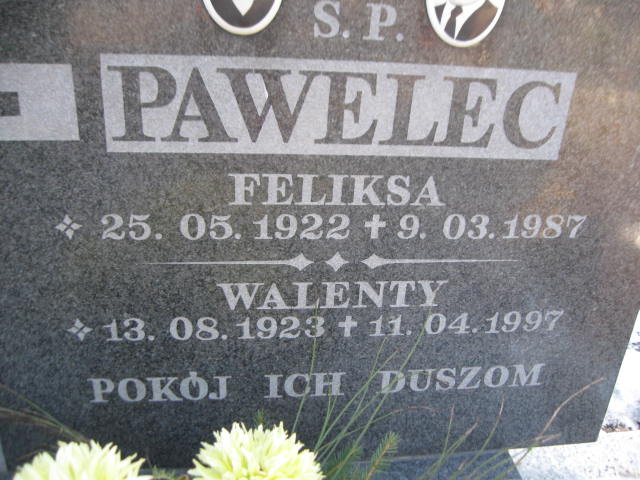 S. P.
PAWELEC
FELIKSA
25. 05. 1922 ✝ 9. 03. 1987
WALENTY
13. 08. 1923 ✝ 11. 04. 1997
POKÓJ ICH DUSZOM